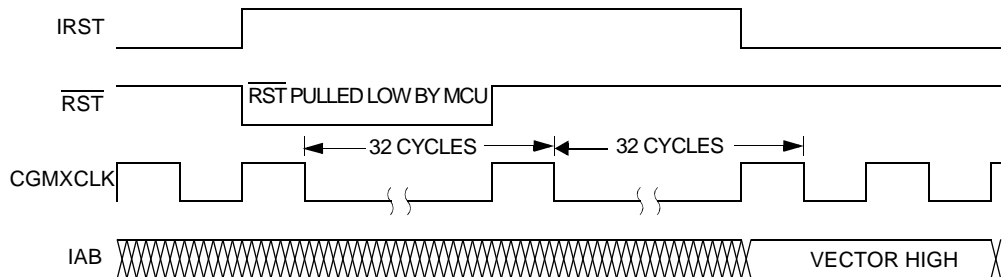 IRST
RST
RST PULLED LOW BY MCU
32 CYCLES
32 CYCLES
CGMXCLK
IAB
VECTOR HIGH